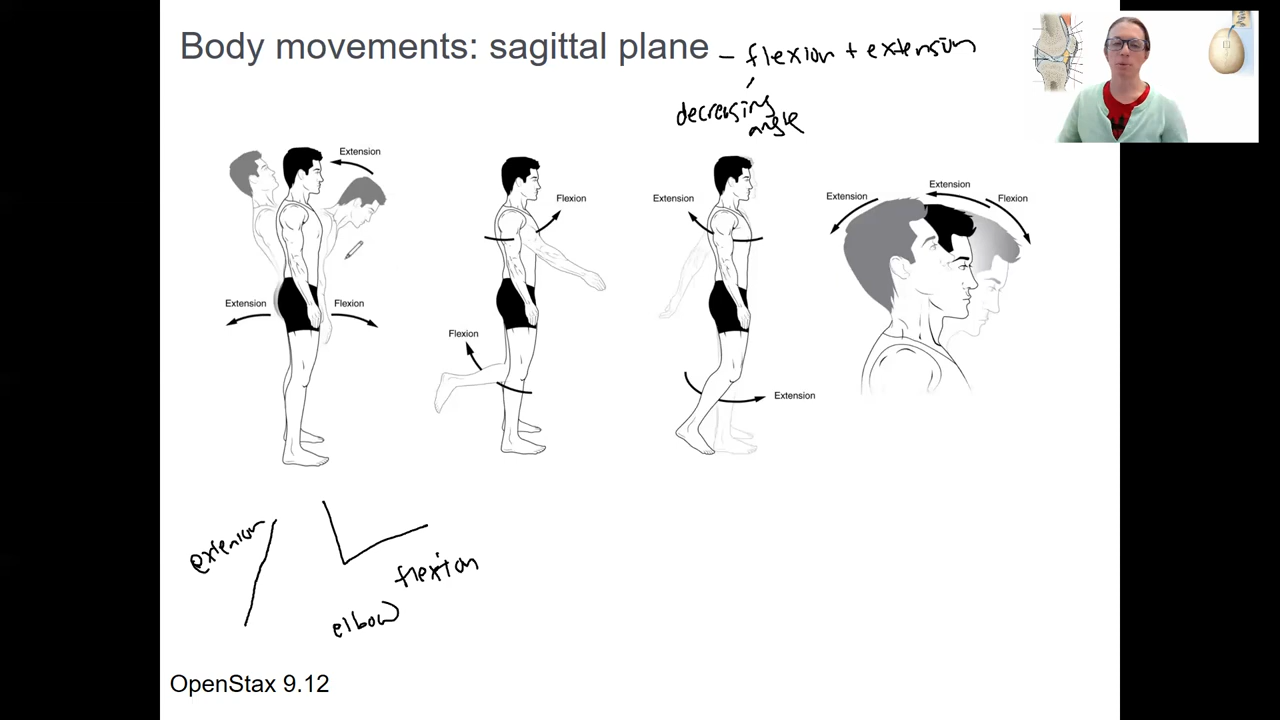 Body movements: sagittal plane – flexion + extension
decreasing
angle
Extension
Extension
Flexion
Flexion
Flexion
Extension
Extension
Extension
Extension
Flexion
extenion
flexion
elbow
OpenStax 9.12